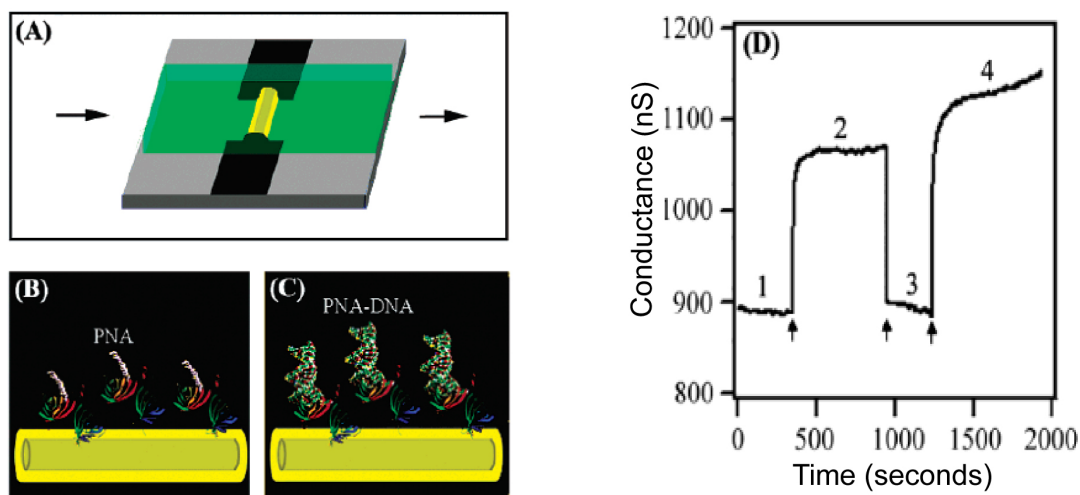 (A)
(B)
PNA
(C)
PNA-DNA
(D)
Conductance (nS)
1200
1100
1000
900
800
1
2
3
4
0 500 1000 1500 2000
Time (seconds)